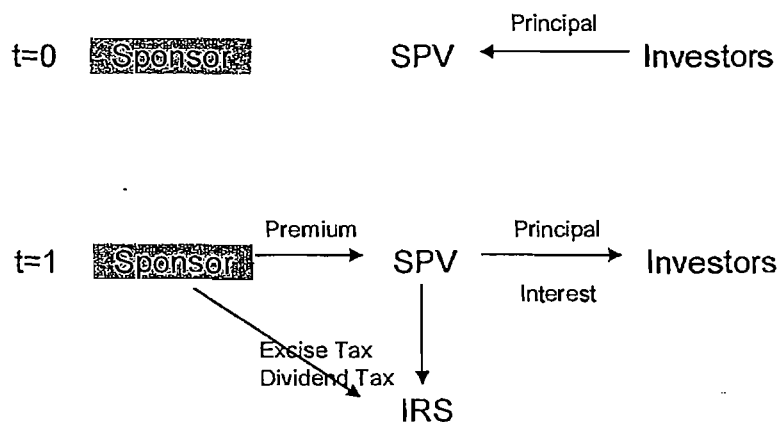 t=0 Sponsor SPV Principal Investors
t=1 Sponsor Premium SPV Principal Investors
Interest
Excise Tax
Dividend Tax
IRS